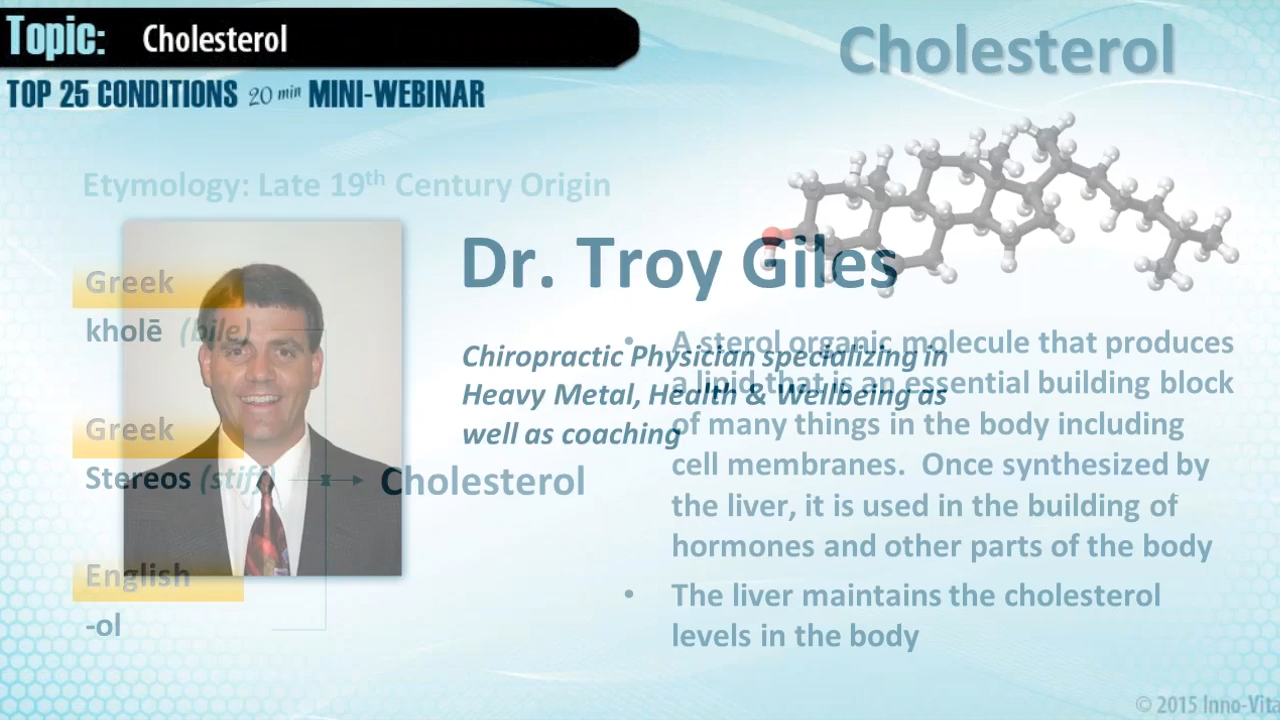 Topic: Cholesterol
TOP 25 CONDITIONS 20 min MINI-WEBINAR
Cholesterol
Etymology: Late 19th Century Origin
Greek
kholē (bile)
Greek
Stereos (stiff)
English
-ol
Cholesterol
Dr. Troy Giles
Chiropractic Physician specializing in
Heavy Metal, Health & Wellbeing as
well as coaching
• A sterol organic molecule that produces
a lipid that is an essential building block
of many things in the body including
cell membranes. Once synthesized by
the liver, it is used in the building of
hormones and other parts of the body
• The liver maintains the cholesterol
levels in the body
© 2015 Inno-Vita